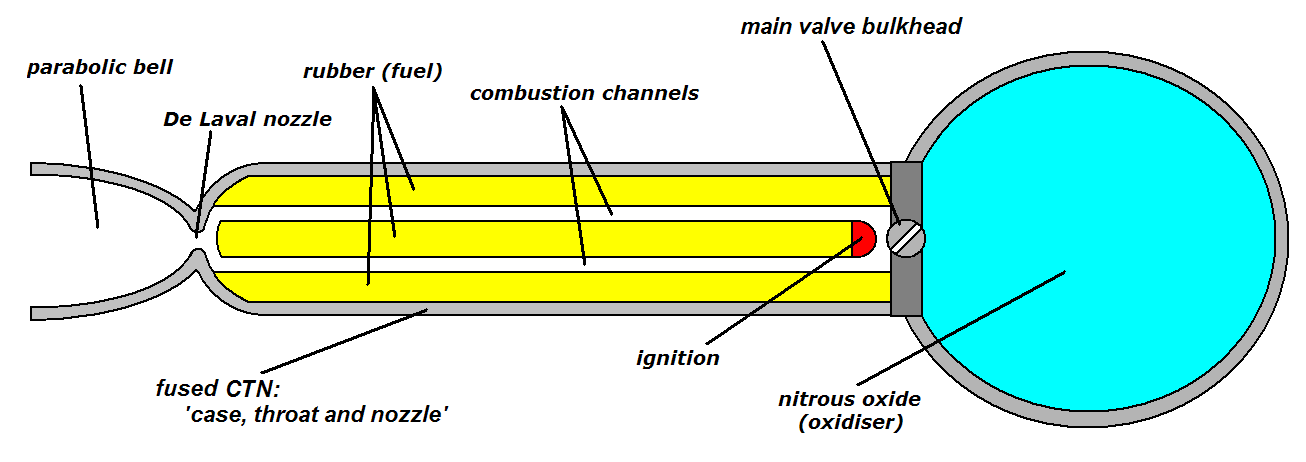 main valve bulkhead
parabolic bell
rubber (fuel)
combustion channels
De Laval nozzle
ignition
fused CTN:
'case, throat and nozzle'
nitrous oxide
(oxidiser)